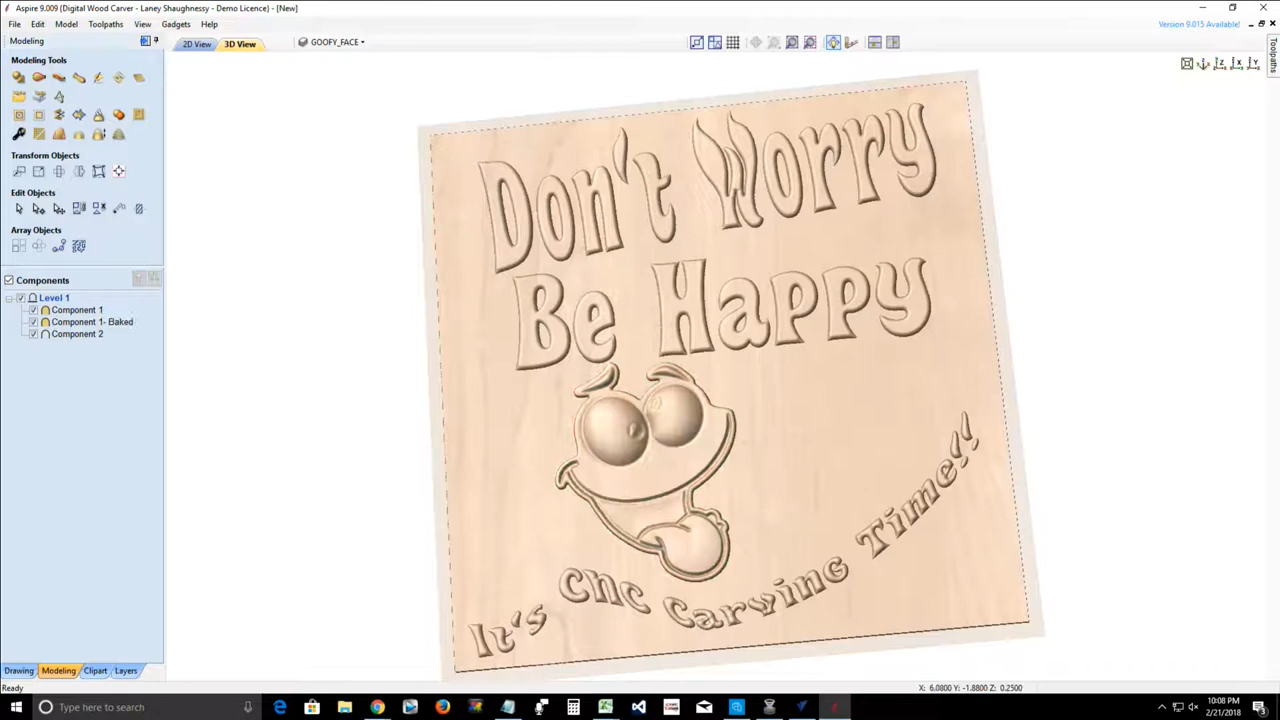 Aspire 9.009 (Digital Wood Carver - Laney Shaughnessy - Demo Licence) - [New]
File Edit Model Toolpaths View Gadgets Help
Version 9.015 Available!
Modeling
2D View 3D View
GOOFY_FACE
Toolpaths
Modeling Tools
Transform Objects
Edit Objects
Array Objects
Components
Level 1
Component 1
Component 1- Baked
Component 2
Don't Worry
Be Happy
It's CNC Carving Time!!
Drawing Modeling Clipart Layers
Ready
X: 6.0800 Y: -1.8800 Z: 0.2500
Type here to search
10:08 PM
2/21/2018